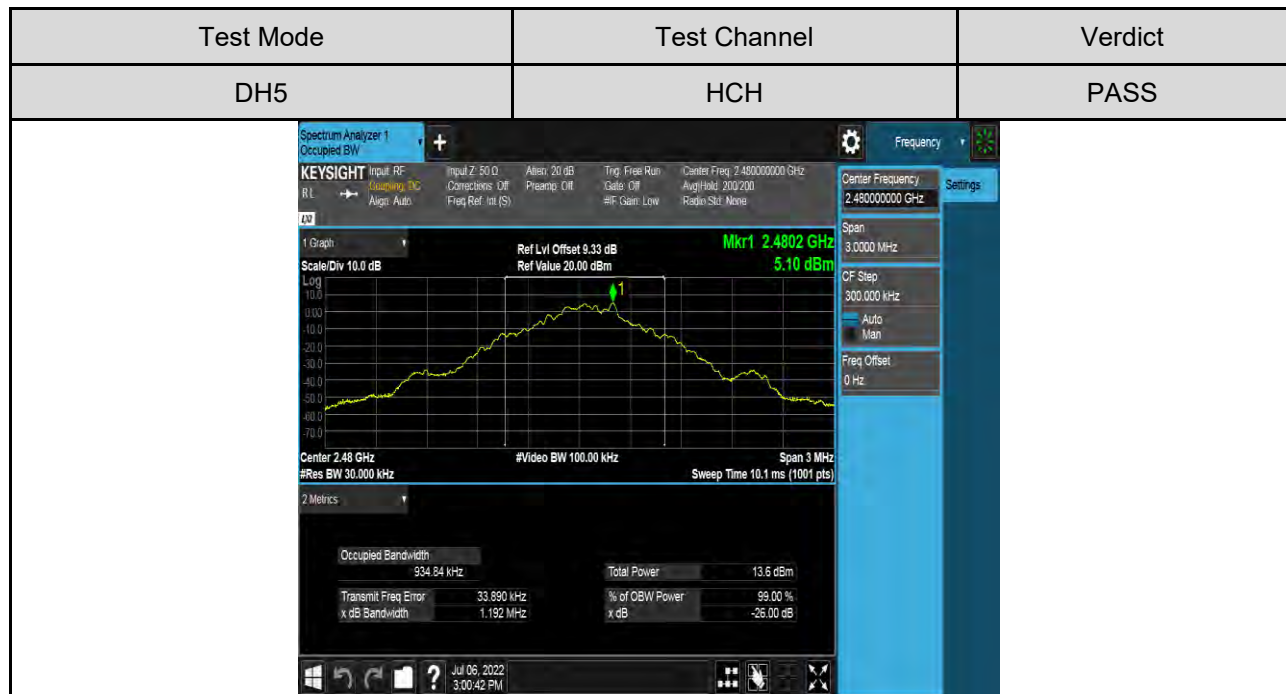 Test Mode Test Channel Verdict
DH5 HCH PASS
Spectrum Analyzer 1
Occupied BW
Frequency
KEYSIGHT Input: RF Input Z: 50 Ω Atten: 20 dB Trig: Free Run Center Freq: 2.480000000 GHz
R L Coupling: DC Corrections: Off Preamp: Off Gate: Off Avg|Hold: 200/200
Align: Auto Freq Ref: Int (S) #IF Gain: Low Radio Std: None
Center Frequency
2.480000000 GHz
Settings
Span
3.0000 MHz
CF Step
300.000 kHz
Auto
Man
Freq Offset
0 Hz
1 Graph
Ref Lvl Offset 9.33 dB Mkr1 2.4802 GHz
Scale/Div 10.0 dB Ref Value 20.00 dBm 5.10 dBm
Log
10.0
0.00
-10.0
-20.0
-30.0
-40.0
-50.0
-60.0
-70.0
1
Center 2.48 GHz #Video BW 100.00 kHz Span 3 MHz
#Res BW 30.000 kHz Sweep Time 10.1 ms (1001 pts)
2 Metrics
Occupied Bandwidth
934.84 kHz Total Power 13.6 dBm
Transmit Freq Error 33.890 kHz % of OBW Power 99.00 %
x dB Bandwidth 1.192 MHz x dB -26.00 dB
? Jul 06, 2022
3:00:42 PM